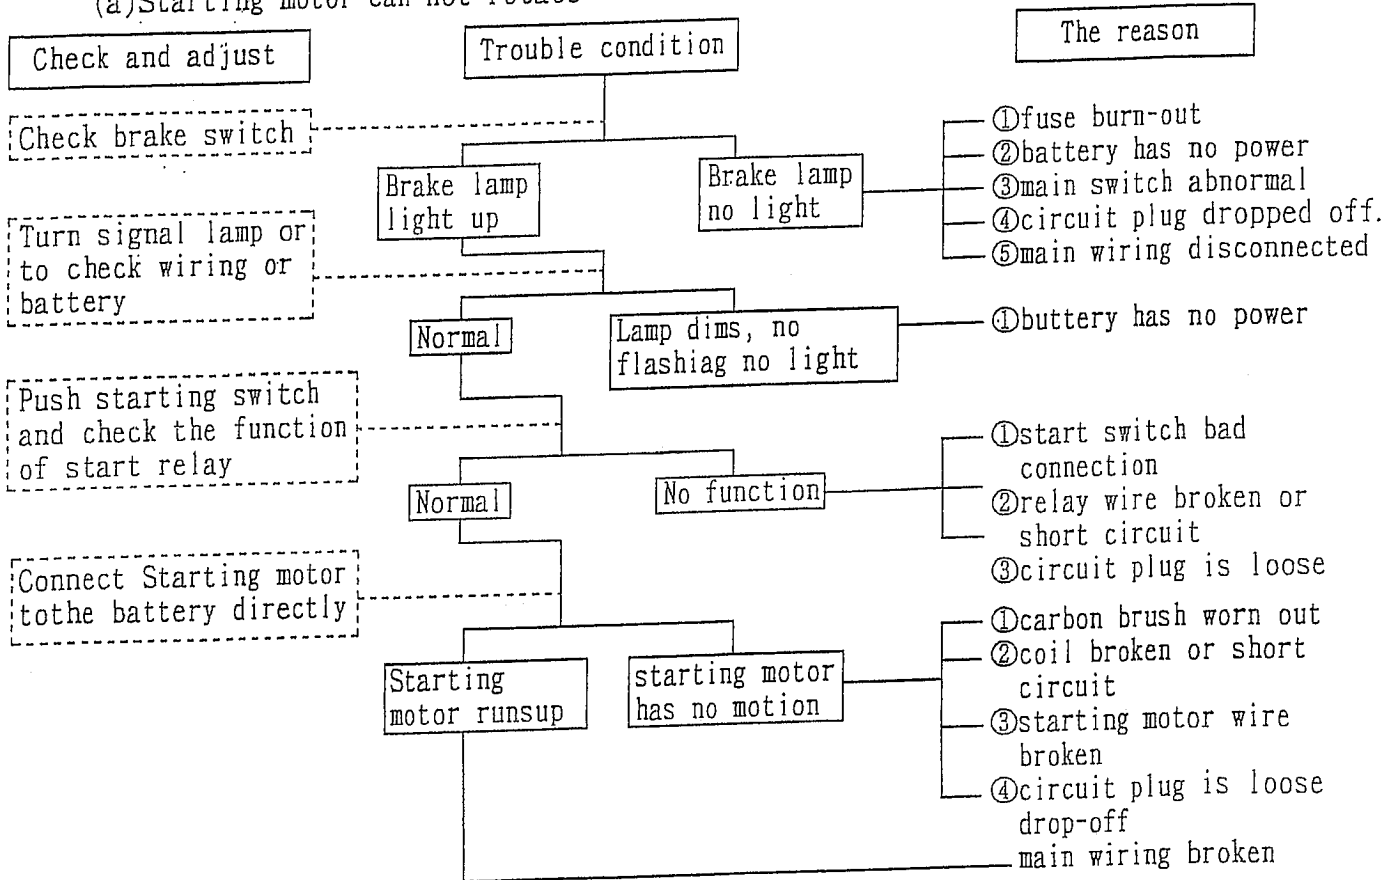 (a)Starting motor can not rotate
Check and adjust
Trouble condition
The reason
Check brake switch
Brake lamp
light up
Brake lamp
no light
①fuse burn-out
②battery has no power
③main switch abnormal
④circuit plug dropped off.
⑤main wiring disconnected
Turn signal lamp or
to check wiring or
battery
Normal
Lamp dims, no
flashiag no light
①buttery has no power
Push starting switch
and check the function
of start relay
Normal
No function
①start switch bad
connection
②relay wire broken or
short circuit
③circuit plug is loose
Connect Starting motor
tothe battery directly
Starting
motor runsup
starting motor
has no motion
①carbon brush worn out
②coil broken or short
circuit
③starting motor wire
broken
④circuit plug is loose
drop-off
main wiring broken